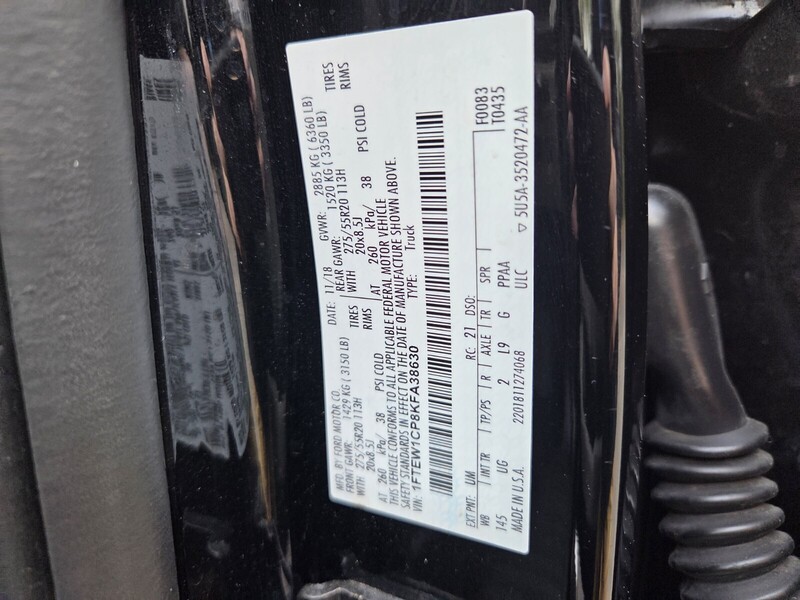 MFD. BY FORD MOTOR CO. DATE: 11/18 GVWR: 2885 KG ( 6360 LB)
FRONT GAWR: 1429 KG ( 3150 LB) REAR GAWR: 1520 KG ( 3350 LB)
WITH 275/55R20 113H TIRES WITH 275/55R20 113H TIRES
20x8.5J RIMS 20x8.5J RIMS
AT 260 kPa/ 38 PSI COLD AT 260 kPa/ 38 PSI COLD
THIS VEHICLE CONFORMS TO ALL APPLICABLE FEDERAL MOTOR VEHICLE
SAFETY STANDARDS IN EFFECT ON THE DATE OF MANUFACTURE SHOWN ABOVE.
VIN: 1FTEW1CP8KFA38630 TYPE: Truck
F0083
T0435
EXT PNT: UM RC: 21 DSO:
WB INT TR TP/PS R AXLE TR SPR
145 UG 2 L9 G PPAA
MADE IN U.S.A. 2201811274068 ULC
▽ 5U5A-3520472-AA